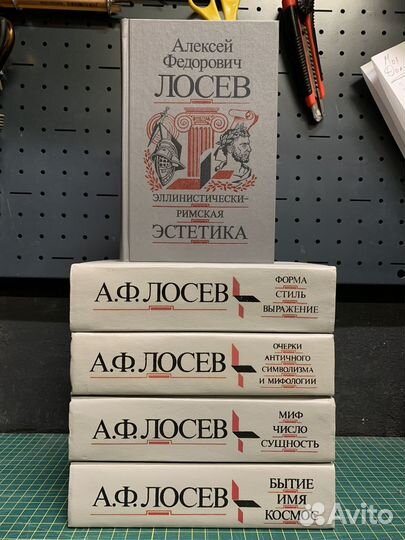 Алексей
Федорович
ЛОСЕВ
ЭЛЛИНИСТИЧЕСКИ–
РИМСКАЯ
ЭСТЕТИКА
А.Ф. ЛОСЕВ
ФОРМА
СТИЛЬ
ВЫРАЖЕНИЕ
А.Ф. ЛОСЕВ
ОЧЕРКИ
АНТИЧНОГО
СИМВОЛИЗМА
И МИФОЛОГИИ
А.Ф. ЛОСЕВ
МИФ
ЧИСЛО
СУЩНОСТЬ
А.Ф. ЛОСЕВ
БЫТИЕ
ИМЯ
КОСМОС
Avito